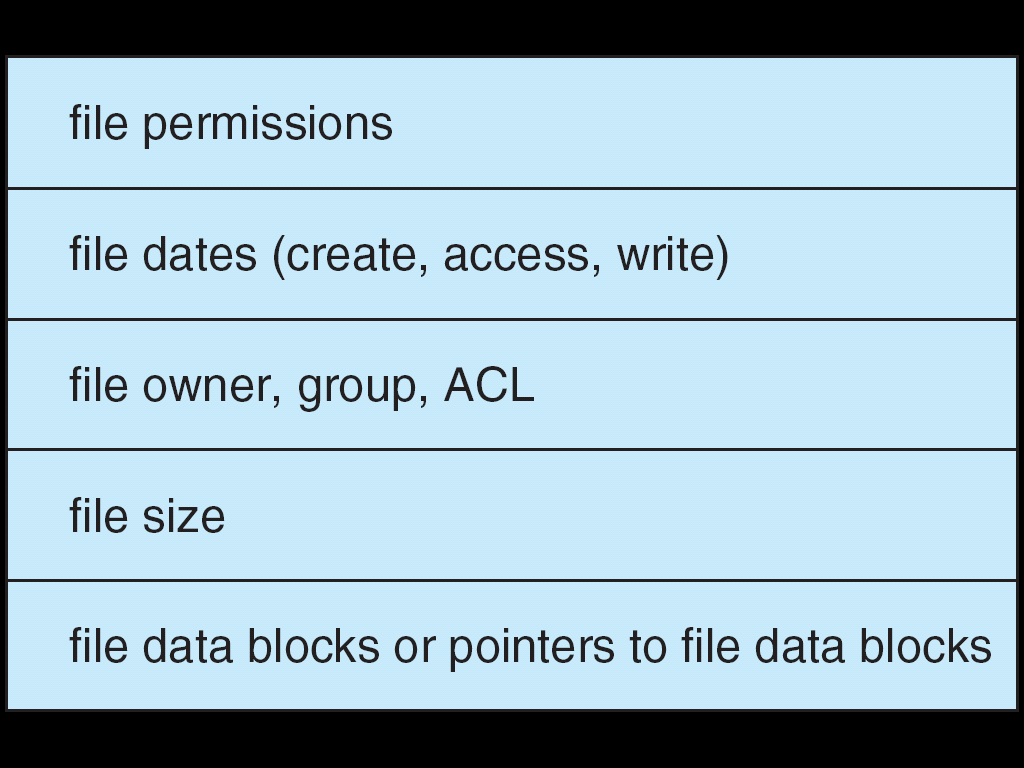 file permissions
file dates (create, access, write)
file owner, group, ACL
file size
file data blocks or pointers to file data blocks